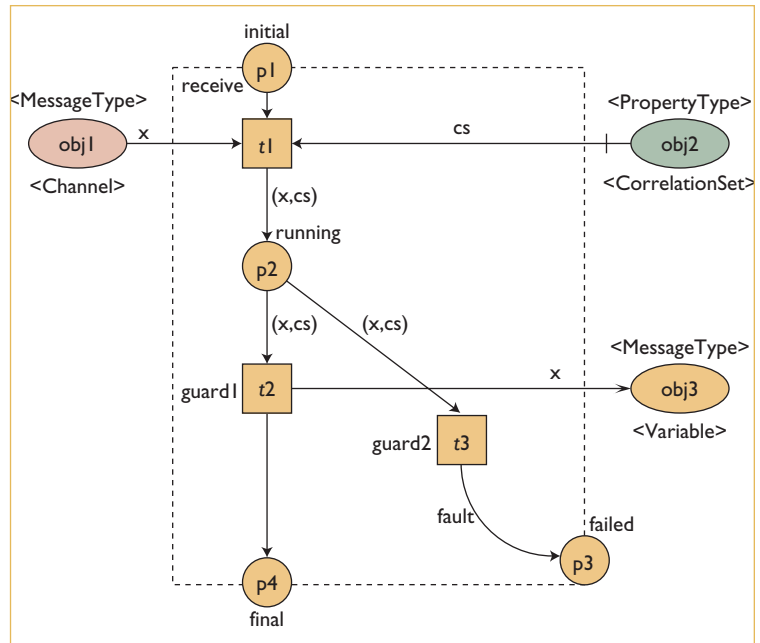 initial
p1
receive
<MessageType>
obj1
<Channel>
x
t1
cs
<PropertyType>
obj2
<CorrelationSet>
(x,cs)
running
p2
(x,cs)
(x,cs)
guard1
t2
x
<MessageType>
obj3
<Variable>
guard2
t3
fault
failed
p3
p4
final